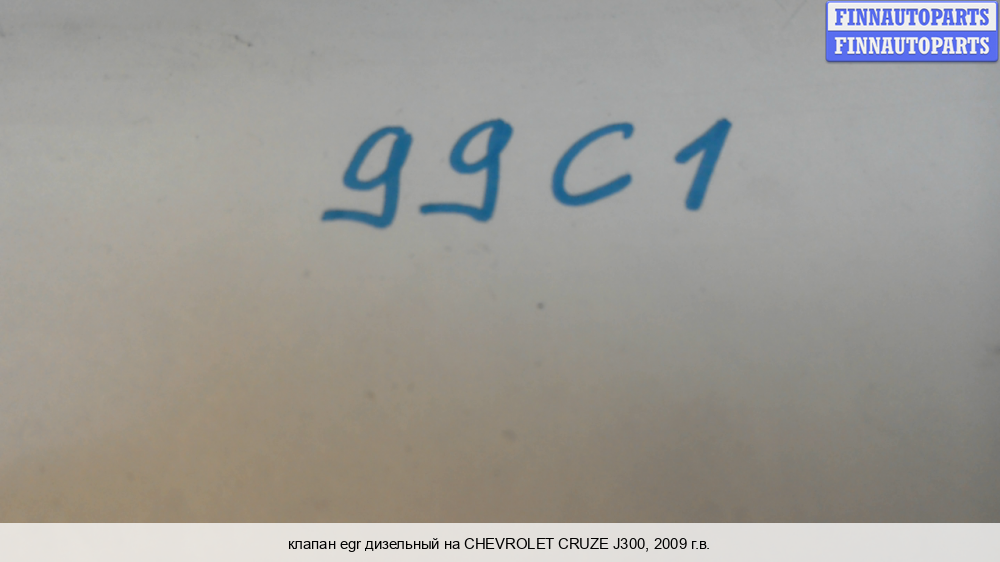 FINNAUTOPARTS
FINNAUTOPARTS
99C1
клапан egr дизельный на CHEVROLET CRUZE J300, 2009 г.в.